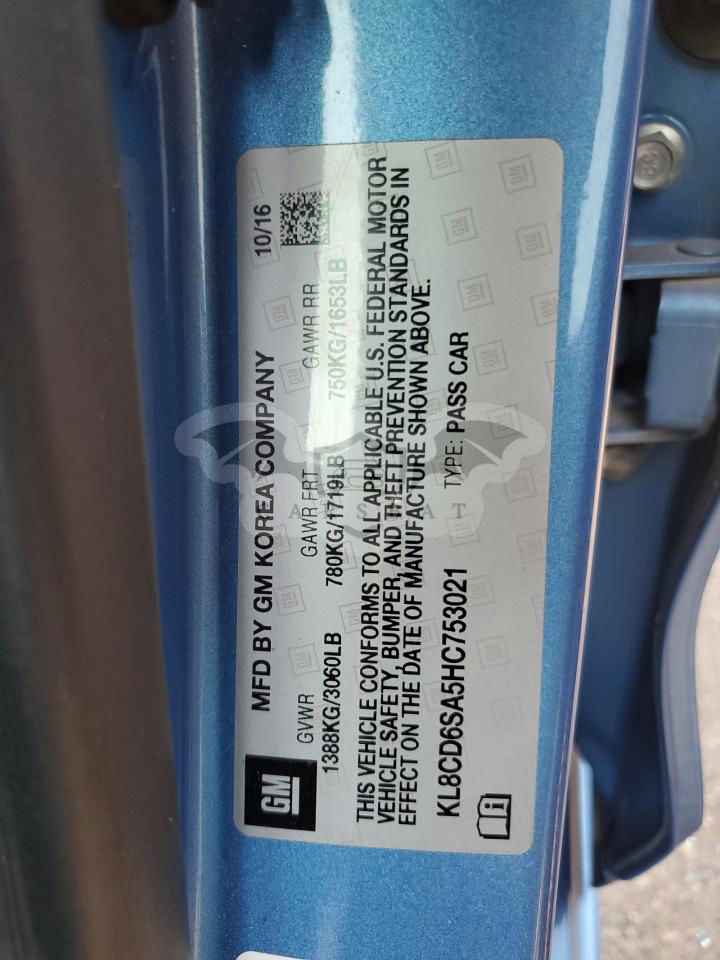 MFD BY GM KOREA COMPANY 10/16
GM
GVWR GAWR FRT GAWR RR
1388KG/3060LB 780KG/1719LB 750KG/1653LB
THIS VEHICLE CONFORMS TO ALL APPLICABLE U.S. FEDERAL MOTOR
VEHICLE SAFETY, BUMPER, AND THEFT PREVENTION STANDARDS IN
EFFECT ON THE DATE OF MANUFACTURE SHOWN ABOVE.
KL8CD6SA5HC753021 TYPE: PASS CAR